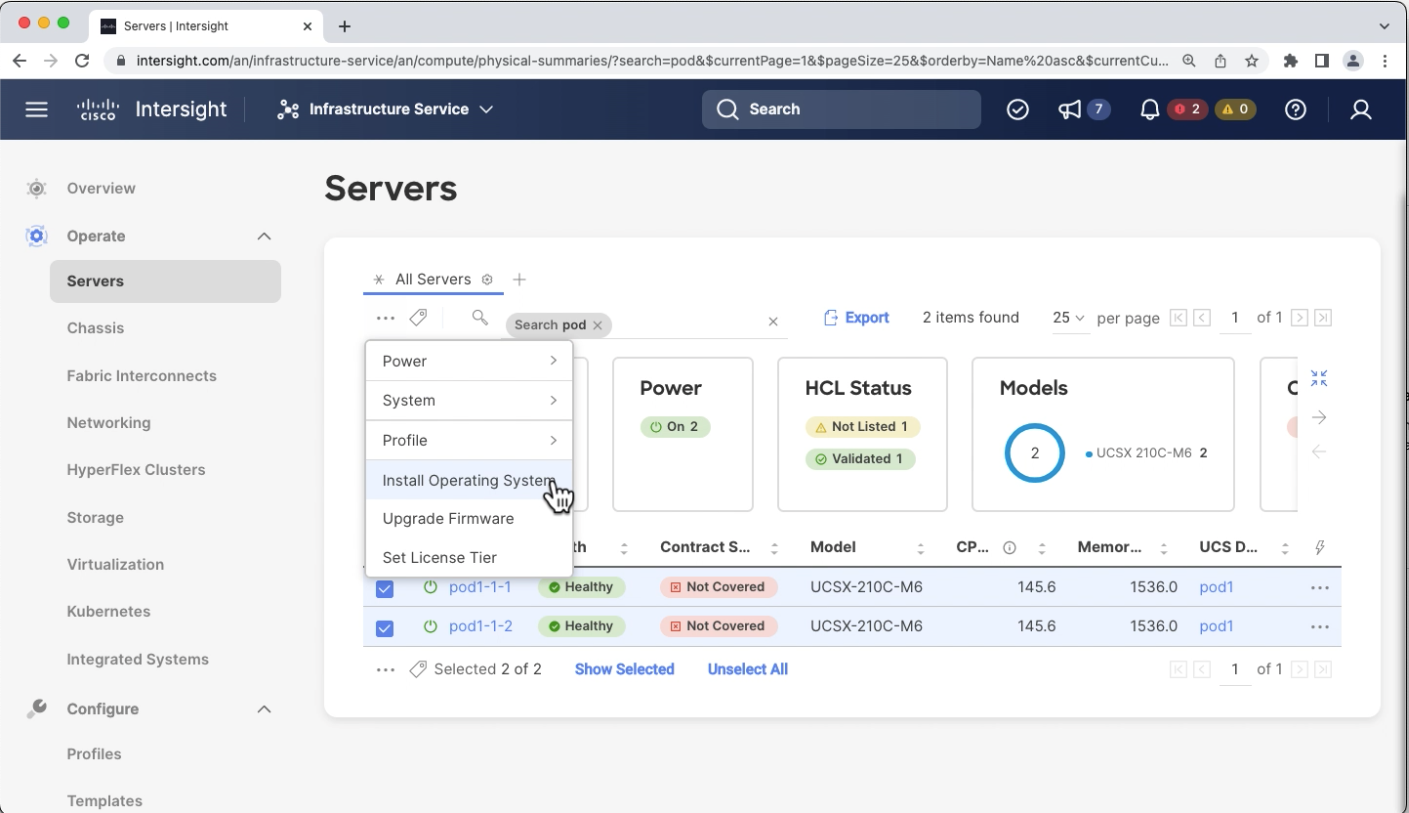 Servers | Intersight
intersight.com/an/infrastructure-service/an/compute/physical-summaries/?search=pod&$currentPage=1&$pageSize=25&$orderby=Name%20asc&$currentCu...
cisco Intersight Infrastructure Service Search 7 2 0
Overview
Operate
Servers
Chassis
Fabric Interconnects
Networking
HyperFlex Clusters
Storage
Virtualization
Kubernetes
Integrated Systems
Configure
Profiles
Templates
Servers
All Servers
Search pod Export 2 items found 25 per page 1 of 1
Power
System
Profile
Install Operating System
Upgrade Firmware
Set License Tier
Power
On 2
HCL Status
Not Listed 1
Validated 1
Models
2 UCSX 210C-M6 2
th Contract S... Model CP... Memor... UCS D...
pod1-1-1 Healthy Not Covered UCSX-210C-M6 145.6 1536.0 pod1
pod1-1-2 Healthy Not Covered UCSX-210C-M6 145.6 1536.0 pod1
Selected 2 of 2 Show Selected Unselect All 1 of 1